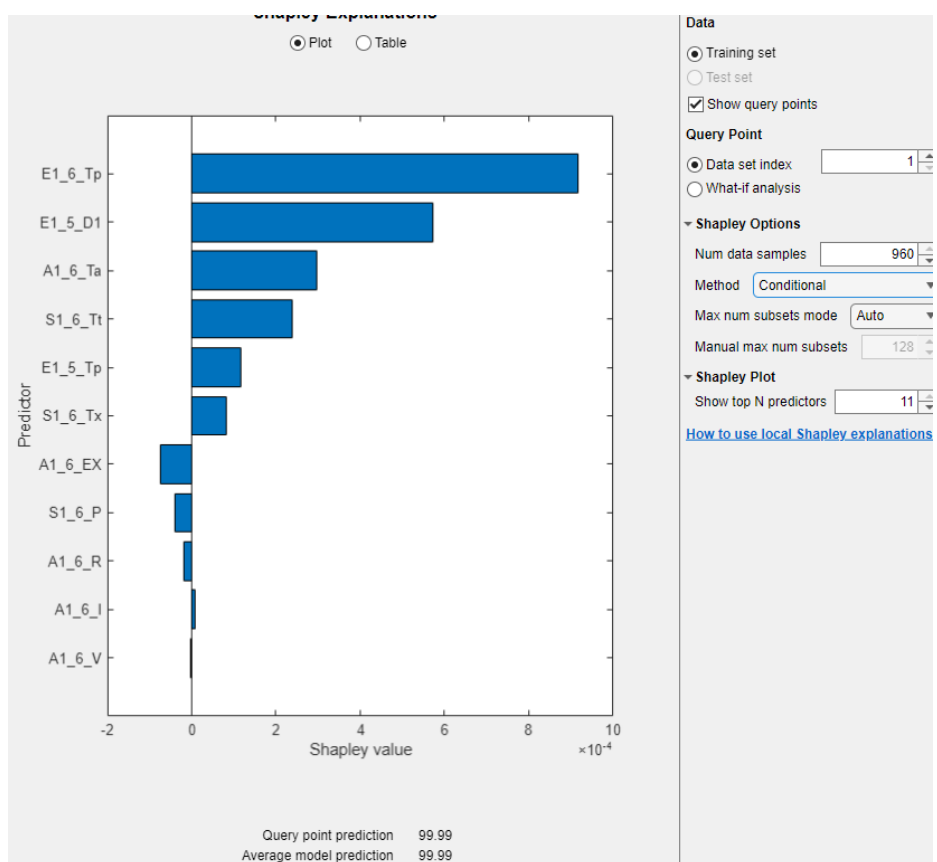 Shapley Explanations
Plot Table
E1_6_Tp
E1_5_D1
A1_6_Ta
S1_6_Tt
E1_5_Tp
S1_6_Tx
A1_6_EX
S1_6_P
A1_6_R
A1_6_I
A1_6_V
Predictor
-2 0 2 4 6 8 10
Shapley value
×10-4
Query point prediction 99.99
Average model prediction 99.99
Data
Training set
Test set
Show query points
Query Point
Data set index 1
What-if analysis
Shapley Options
Num data samples 960
Method Conditional
Max num subsets mode Auto
Manual max num subsets 128
Shapley Plot
Show top N predictors 11
How to use local Shapley explanations